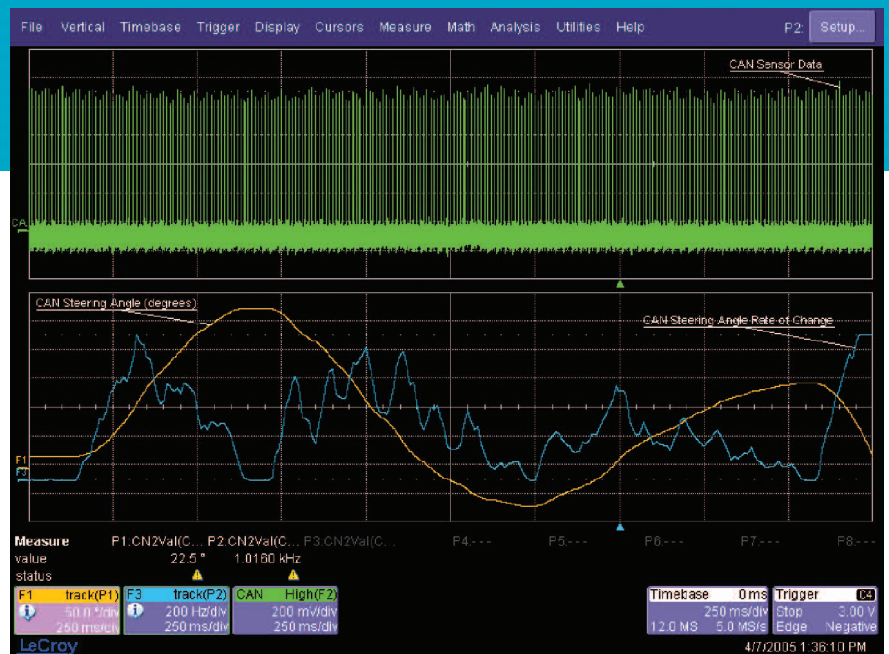 File Vertical Timebase Trigger Display Cursors Measure Math Analysis Utilities Help P2: Setup...
CAN Sensor Data
CA
CAN Steering Angle (degrees)
CAN Steering Angle Rate of Change
F1
F3
Measure P1:CN2Val(C... P2:CN2Val(C... P3:CN2Val(C... P4:--- P5:--- P6:--- P7:--- P8:---
value 22.5 ° 1.0160 kHz
status
F1 track(P1) F3 track(P2) CAN High(F2) Timebase 0 ms Trigger C4
50.0 °/div 200 Hz/div 200 mV/div 250 ms/div Stop 3.00 V
250 ms/div 250 ms/div 250 ms/div 12.0 MS 5.0 MS/s Edge Negative
LeCroy 4/7/2005 1:36:10 PM